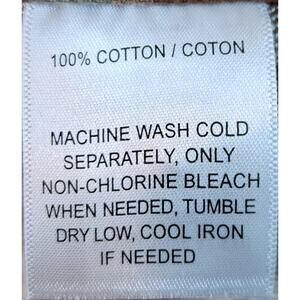 100% COTTON / COTON
MACHINE WASH COLD
SEPARATELY, ONLY
NON-CHLORINE BLEACH
WHEN NEEDED, TUMBLE
DRY LOW, COOL IRON
IF NEEDED